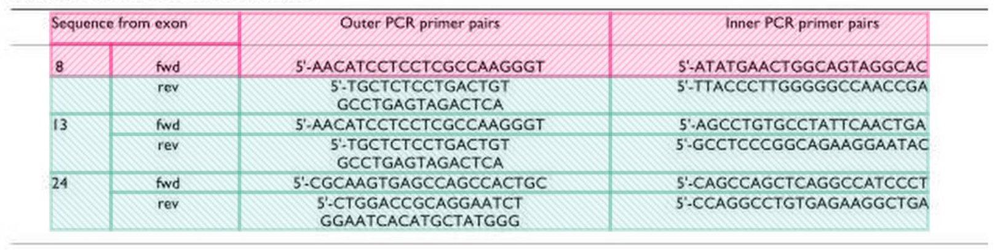 Sequence from exon Outer PCR primer pairs Inner PCR primer pairs
8 fwd 5'-AACATCCTCCTCGCCAAGGGT 5'-ATATGAACTGGCAGTAGGCAC
rev 5'-TGCTCTCCTGACTGT 5'-TTACCCTTGGGGGCCAACCGA
GCCTGAGTAGACTCA
13 fwd 5'-AACATCCTCCTCGCCAAGGGT 5'-AGCCTGTGCCTATTCAACTGA
rev 5'-TGCTCTCCTGACTGT 5'-GCCTCCCGGCAGAAGGAATAC
GCCTGAGTAGACTCA
24 fwd 5'-CGCAAGTGAGCCAGCCACTGC 5'-CAGCCAGCTCAGGCCATCCCT
rev 5'-CTGGACCGCAGGAATCT 5'-CCAGGCCTGTGAGAAGGCTGA
GGAATCACATGCTATGGG